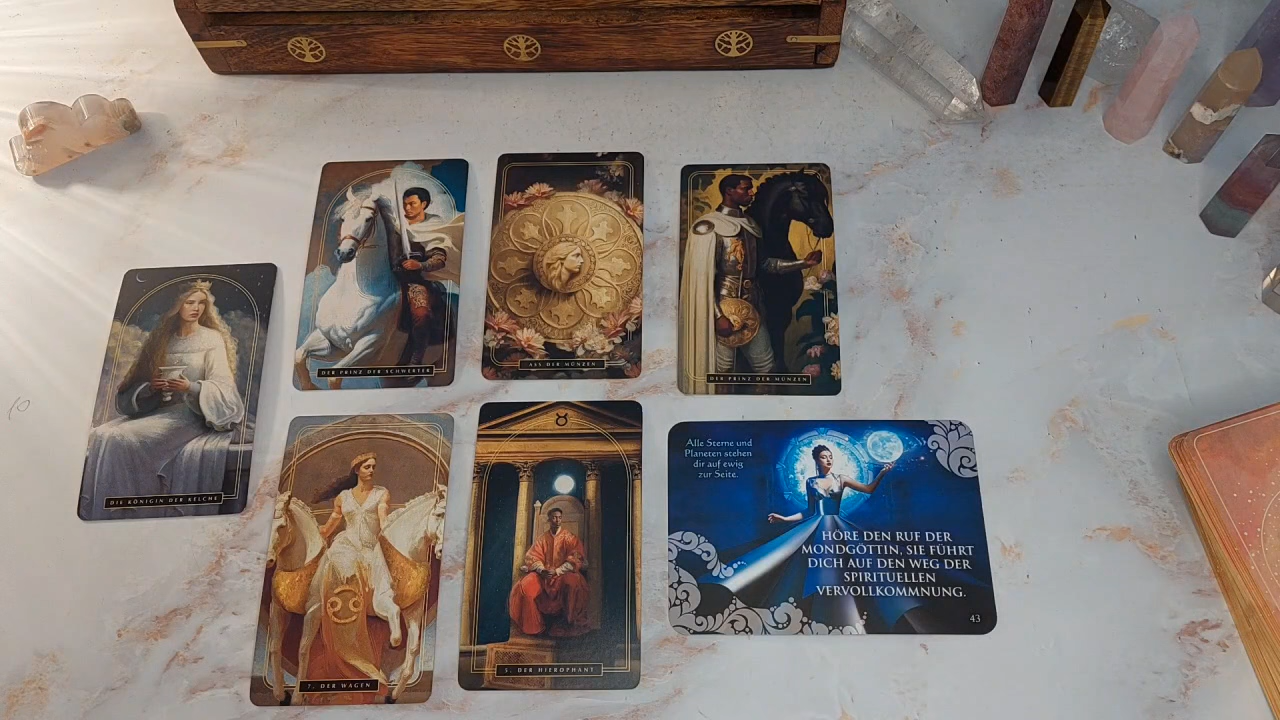 DER PRINZ DER SCHWERTER
ASS DER MÜNZEN
DER PRINZ DER MÜNZEN
DIE KÖNIGIN DER KELCHE
7. DER WAGEN
5. DER HIEROPHANT
Alle Sterne und
Planeten stehen
dir auf ewig
zur Seite.
HÖRE DEN RUF DER
MONDGÖTTIN, SIE FÜHRT
DICH AUF DEN WEG DER
SPIRITUELLEN
VERVOLLKOMMNUNG.
43